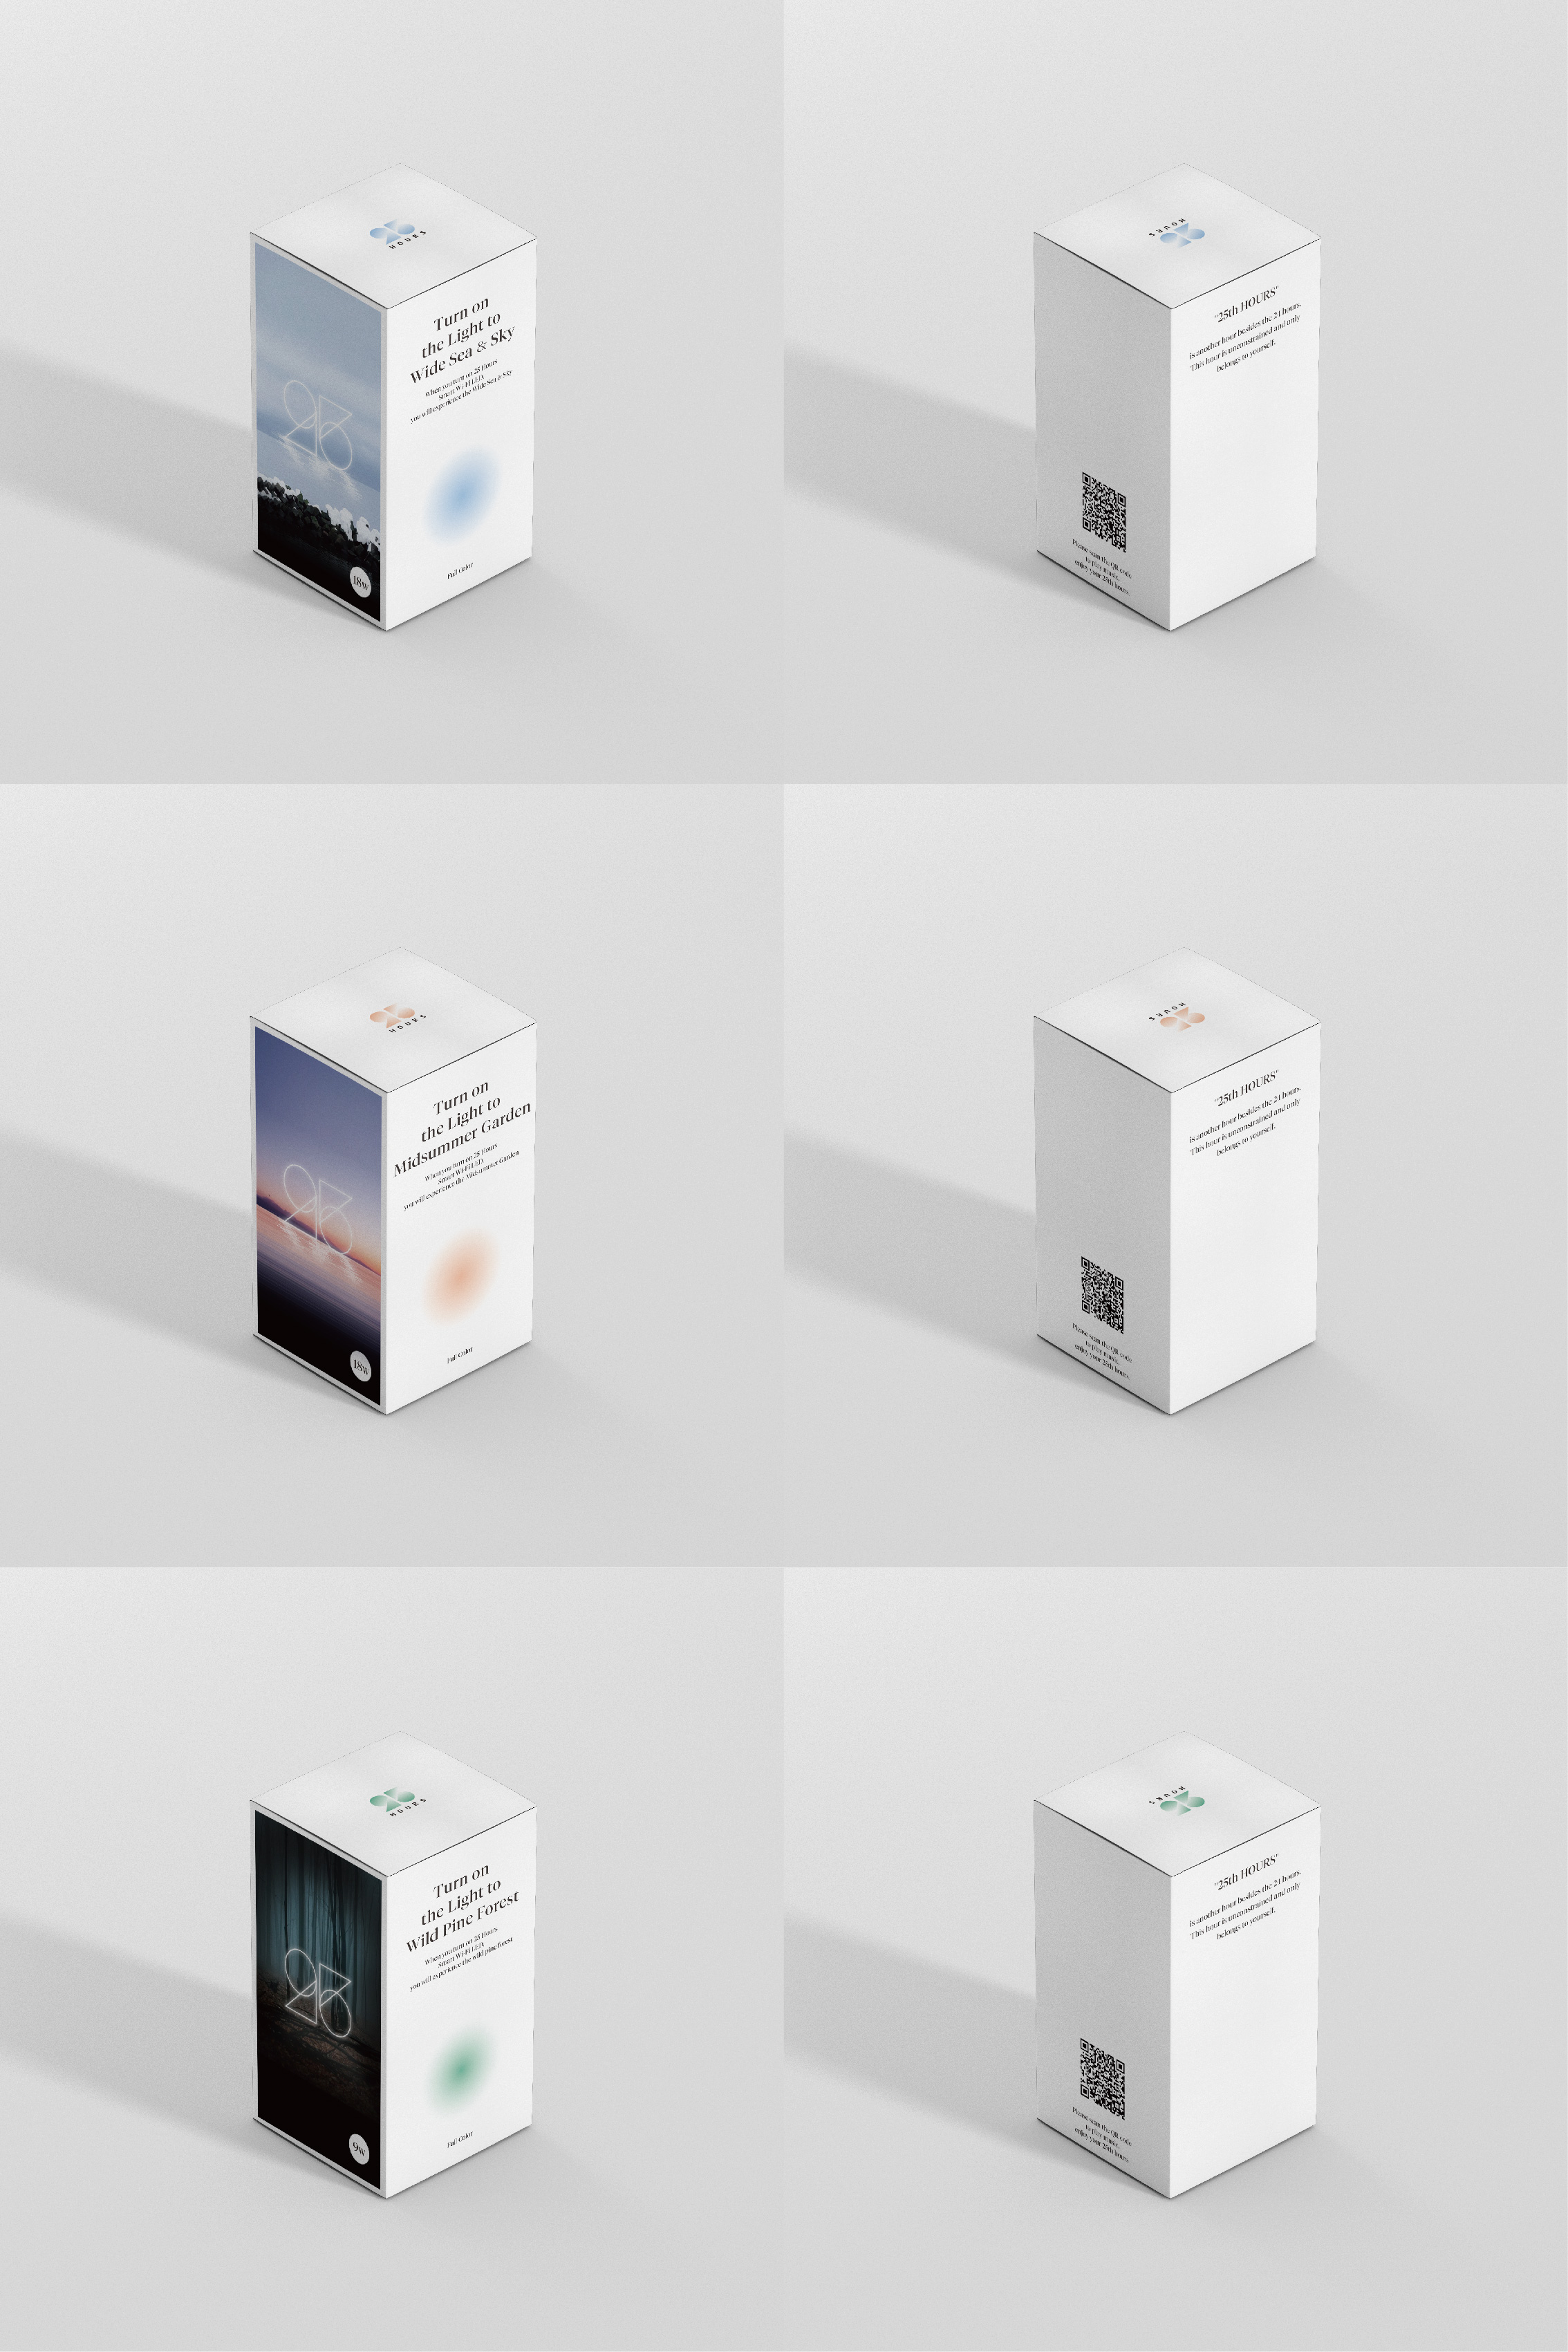 25
HOURS
Turn on
the Light to
Wide Sea & Sky
When you turn on 25 Hours
Smart Wi-Fi LED,
you will experience the Wide Sea & Sky
Full Color
25
18w
25
HOURS
"25th HOURS"
is another hour besides the 24 hours.
This hour is unconstrained and only
belongs to yourself.
Please scan the QR code
to play music,
enjoy your 25th hours
25
HOURS
Turn on
the Light to
Midsummer Garden
When you turn on 25 Hours
Smart Wi-Fi LED,
you will experience the Midsummer Garden
Full Color
25
18w
25
HOURS
"25th HOURS"
is another hour besides the 24 hours.
This hour is unconstrained and only
belongs to yourself.
Please scan the QR code
to play music,
enjoy your 25th hours
25
HOURS
Turn on
the Light to
Wild Pine Forest
When you turn on 25 Hours
Smart Wi-Fi LED,
you will experience the wild pine forest
Full Color
25
9w
25
HOURS
"25th HOURS"
is another hour besides the 24 hours.
This hour is unconstrained and only
belongs to yourself.
Please scan the QR code
to play music,
enjoy your 25th hours